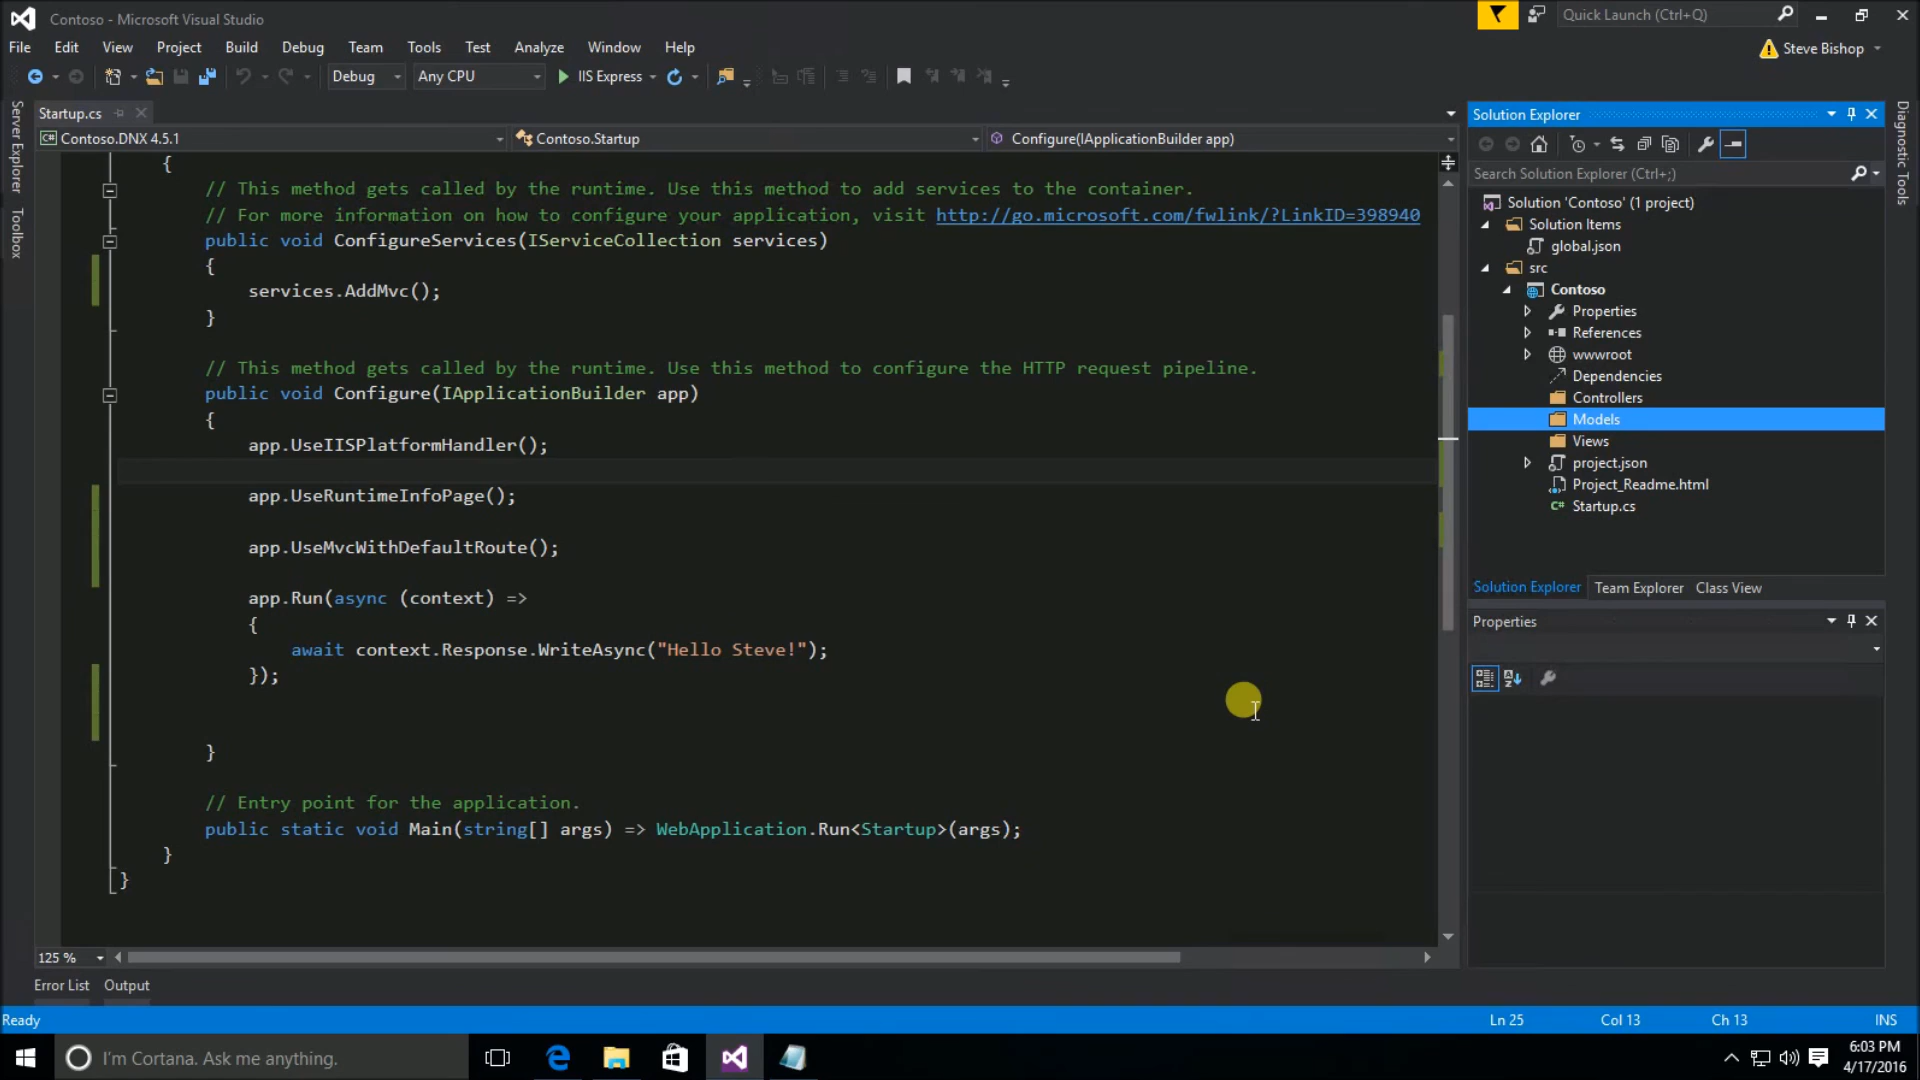 Contoso - Microsoft Visual Studio
Quick Launch (Ctrl+Q)
File Edit View Project Build Debug Team Tools Test Analyze Window Help
Steve Bishop
Debug Any CPU IIS Express
Server Explorer
Toolbox
Startup.cs
Contoso.DNX 4.5.1
Contoso.Startup
Configure(IApplicationBuilder app)
{
// This method gets called by the runtime. Use this method to add services to the container.
// For more information on how to configure your application, visit http://go.microsoft.com/fwlink/?LinkID=398940
public void ConfigureServices(IServiceCollection services)
{
services.AddMvc();
}
// This method gets called by the runtime. Use this method to configure the HTTP request pipeline.
public void Configure(IApplicationBuilder app)
{
app.UseIISPlatformHandler();
app.UseRuntimeInfoPage();
app.UseMvcWithDefaultRoute();
app.Run(async (context) =>
{
await context.Response.WriteAsync("Hello Steve!");
});
}
// Entry point for the application.
public static void Main(string[] args) => WebApplication.Run<Startup>(args);
}
}
125 %
Error List Output
Solution Explorer
Search Solution Explorer (Ctrl+;)
Solution 'Contoso' (1 project)
Solution Items
global.json
src
Contoso
Properties
References
wwwroot
Dependencies
Controllers
Models
Views
project.json
Project_Readme.html
C# Startup.cs
Solution Explorer Team Explorer Class View
Properties
Diagnostic Tools
Ready
Ln 25 Col 13 Ch 13 INS
I'm Cortana. Ask me anything.
6:03 PM
4/17/2016